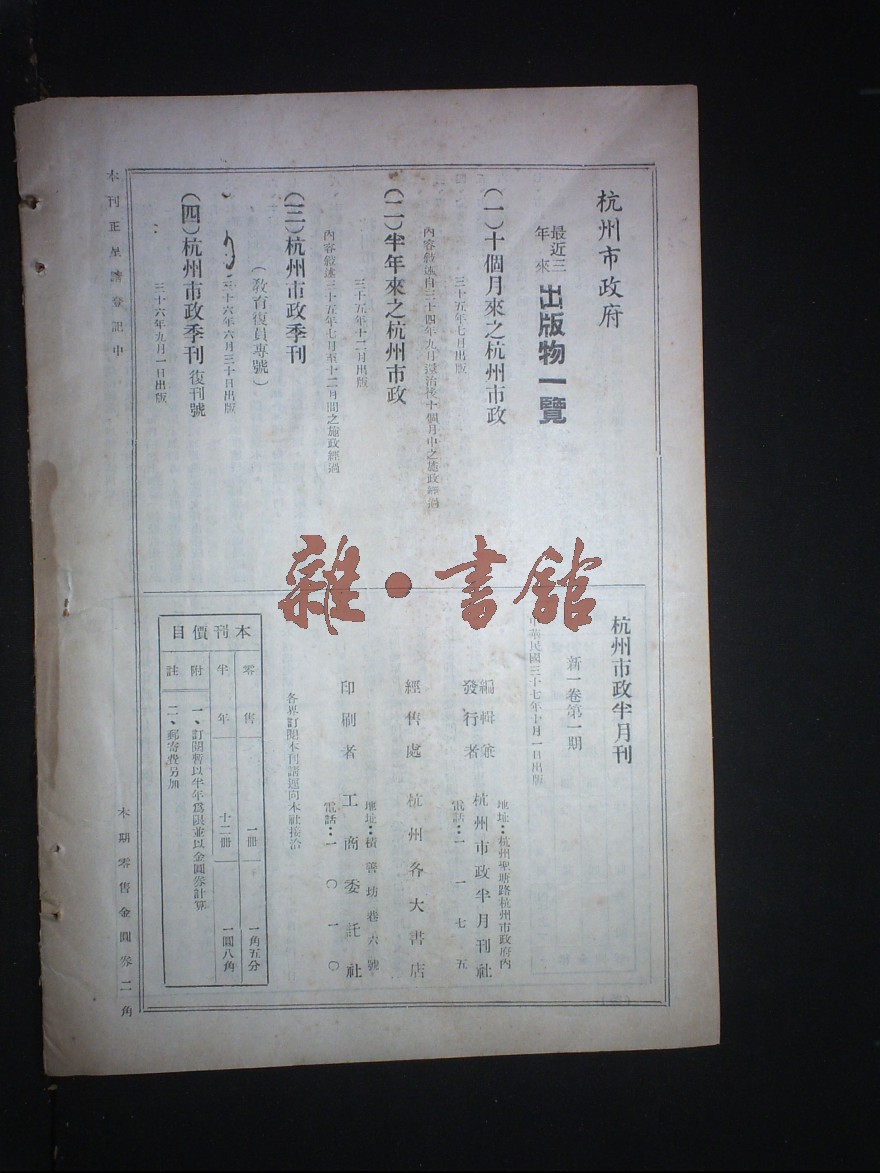 杭州市政府
最近三年來
出版物一覽
(一)十個月來之杭州市政
三十五年七月出版
內容敍述自三十四年九月還治後十個月中之施政經過
(二)半年來之杭州市政
三十五年十二月出版
內容敍述三十五年七月至十二月間之施政經過
(三)杭州市政季刊
(敎育復員專號)
三十六年六月三十日出版
(四)杭州市政季刊 復刊號
三十六年九月一日出版
本刊正呈請登記中
雜•書館
杭州市政半月刊
新一卷第一期
中華民國三十七年十月一日出版
編輯兼發行者 杭州市政半月刊社
地址:杭州聖塘路杭州市政府內
電話:一一七五
經售處 杭州各大書店
印刷者 工商委託社
地址:積善坊巷六號
電話:一〇一〇
各界訂閱本刊請逕向本社接洽
本刊價目
零售 一冊 一角五分
半年 十二冊 一圓八角
附註
一、訂閱暫以半年爲限並以金圓券計算
二、郵寄費另加
本期零售金圓券二角